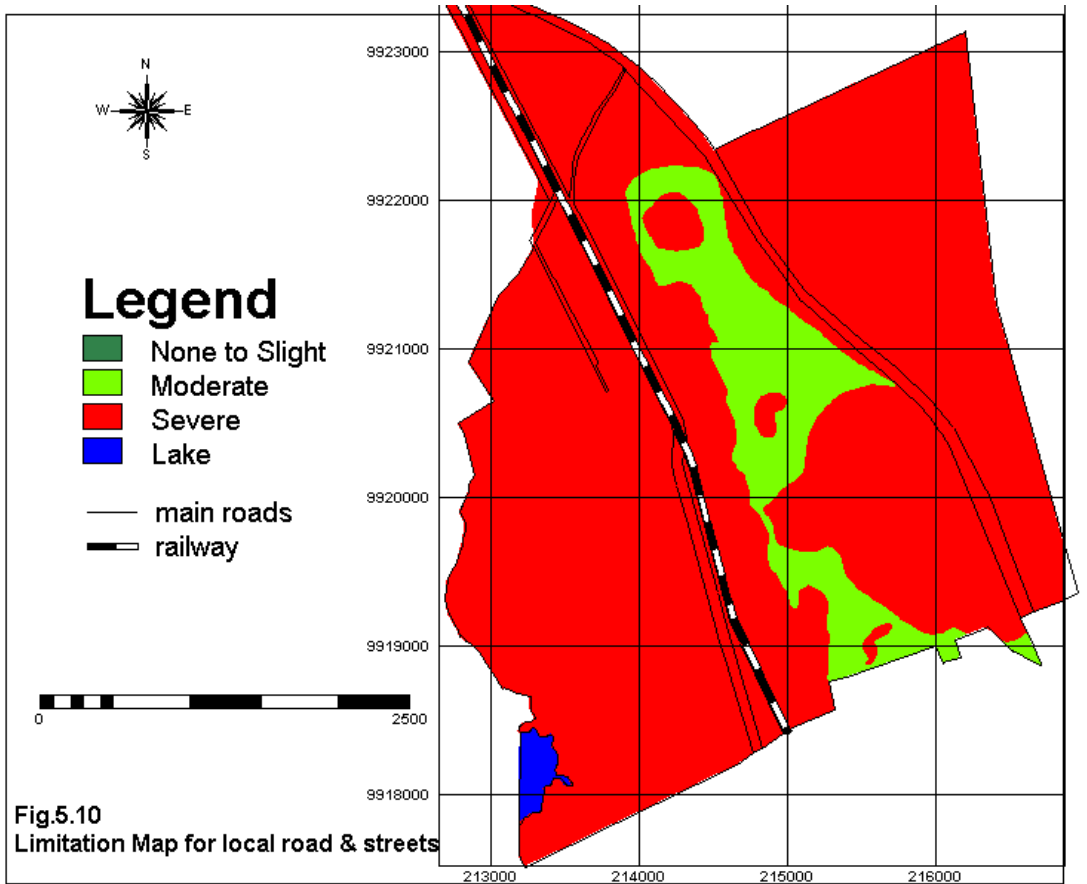 N
W E
S
Legend
None to Slight
Moderate
Severe
Lake
main roads
railway
0 2500
Fig.5.10
Limitation Map for local road & streets
9923000
9922000
9921000
9920000
9919000
9918000
213000 214000 215000 216000